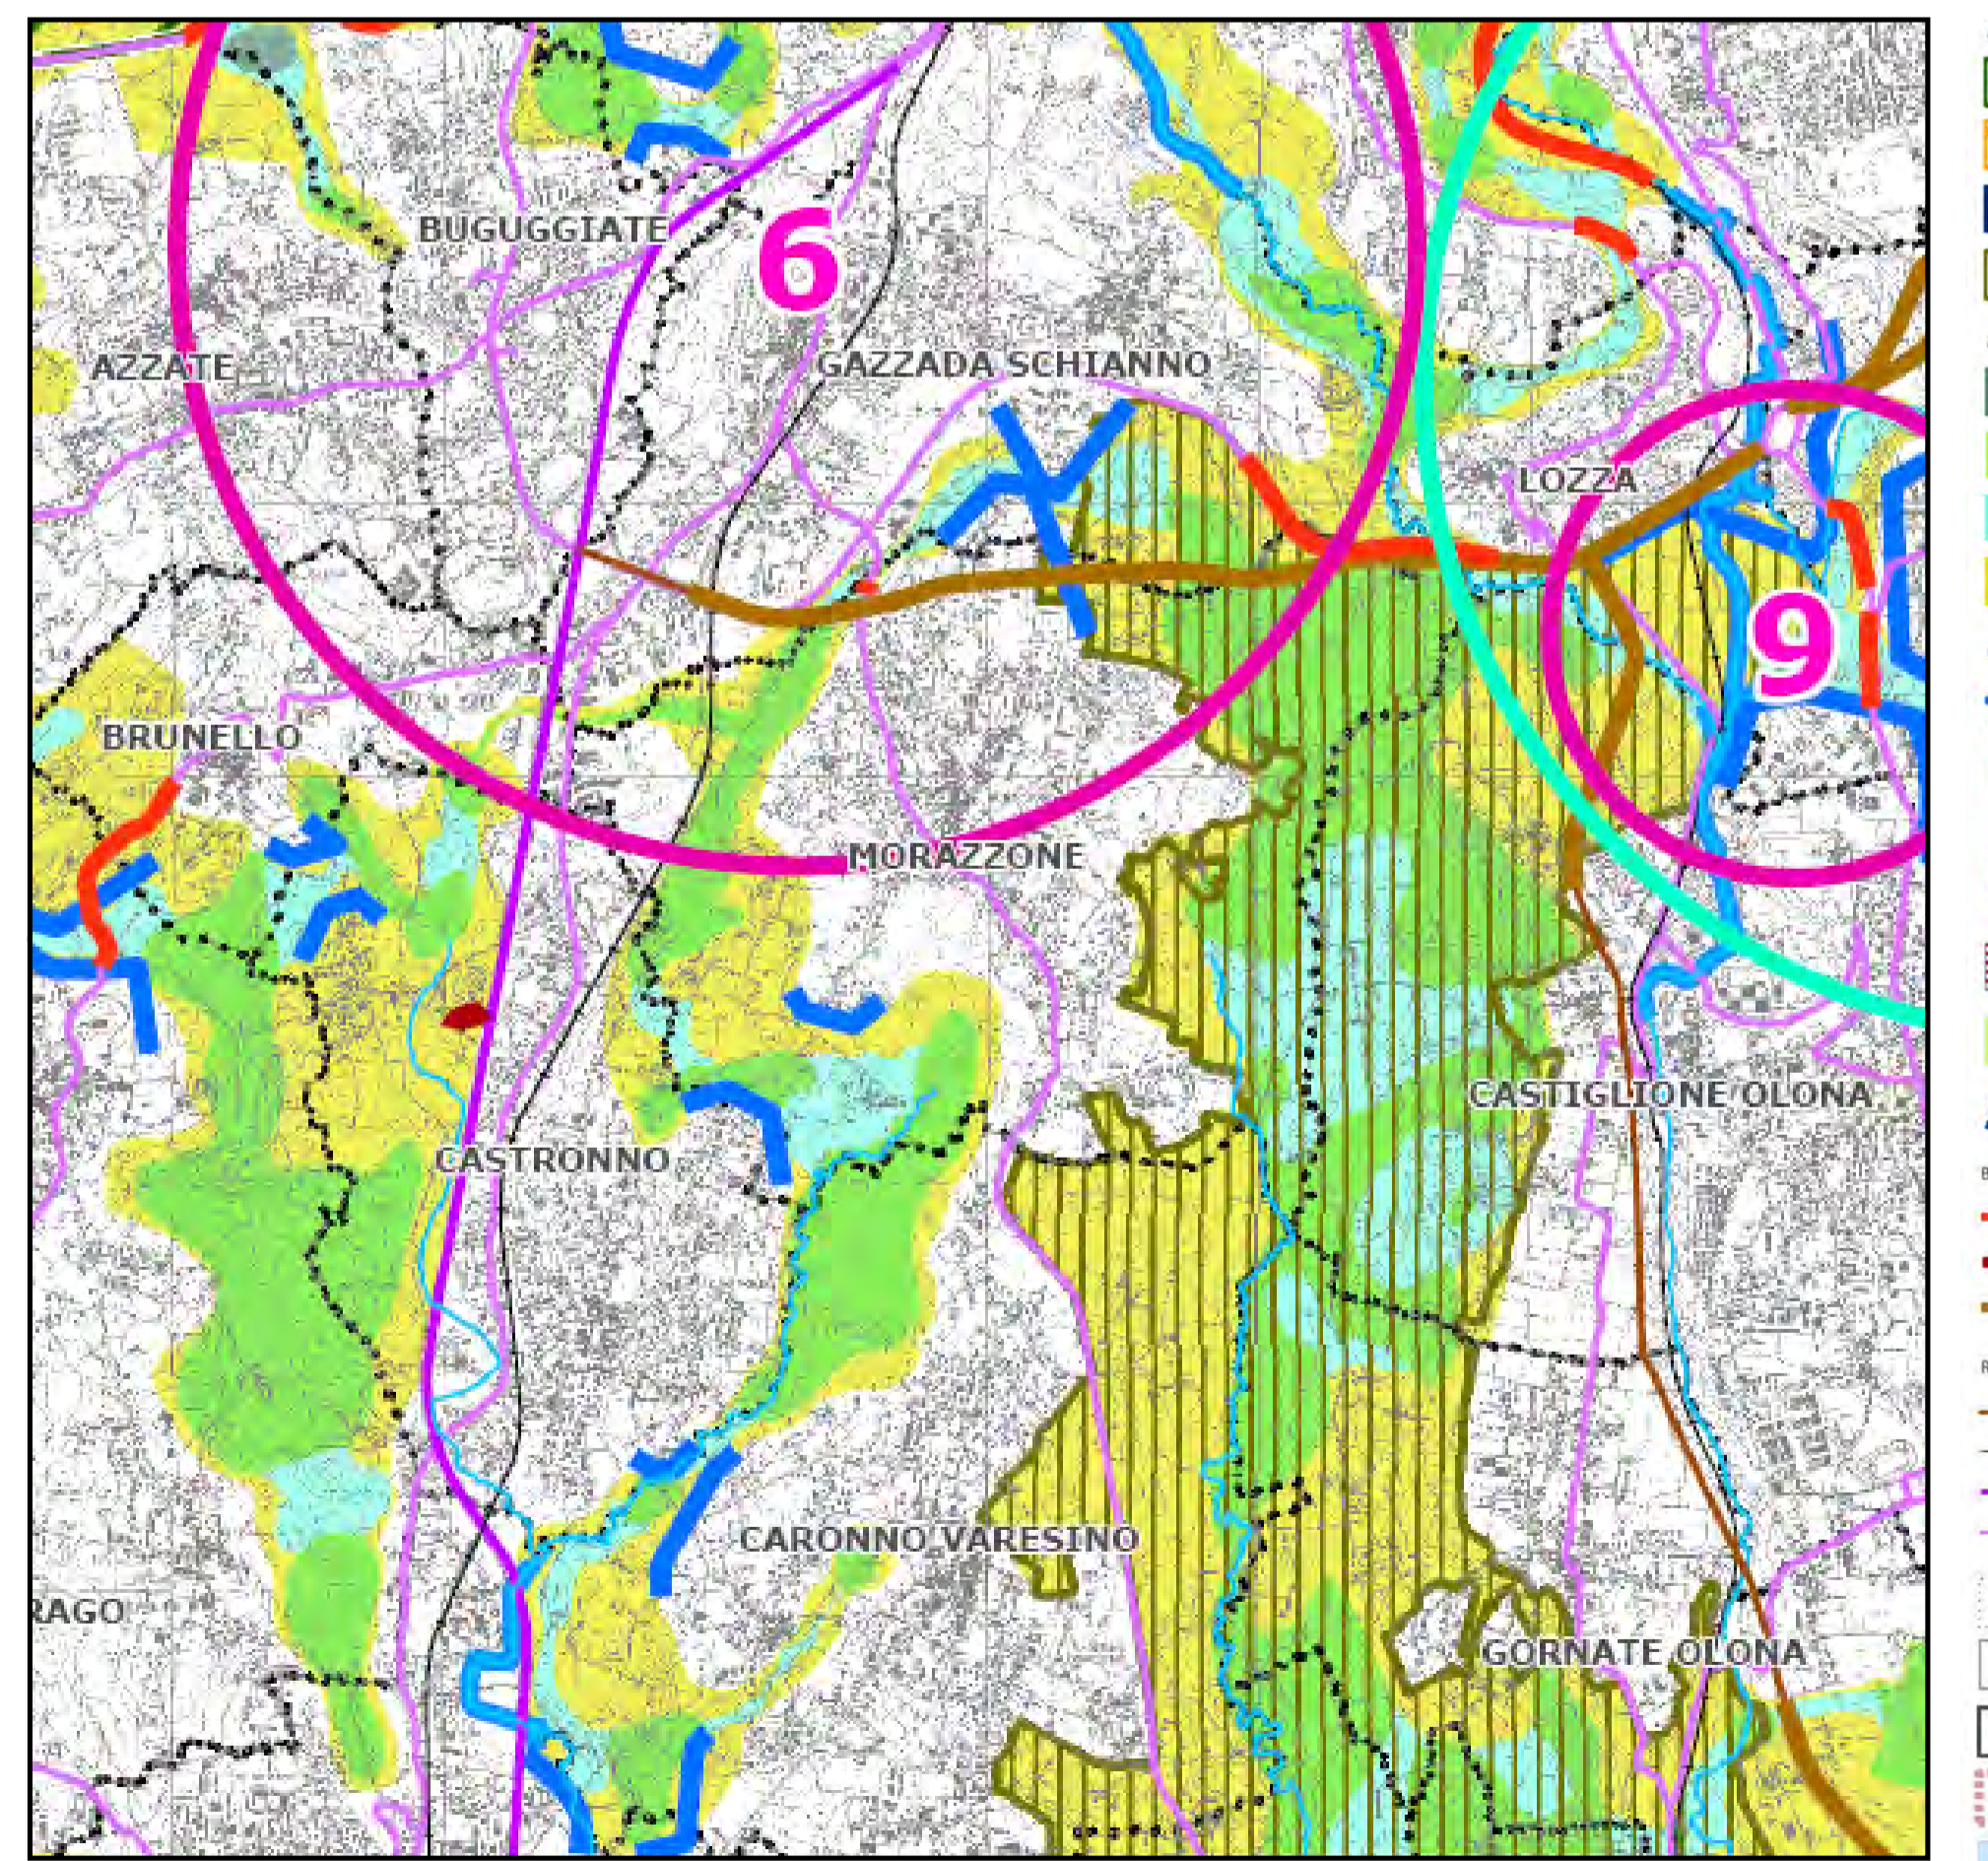 BUGUGGIATE
6
AZZATE
GAZZADA SCHIANNO
LOZZA
9
BRUNELLO
MORAZZONE
CASTIGLIONE OLONA
CASTRONNO
CARONNO VARESINO
RAGO
GORNATE OLONA